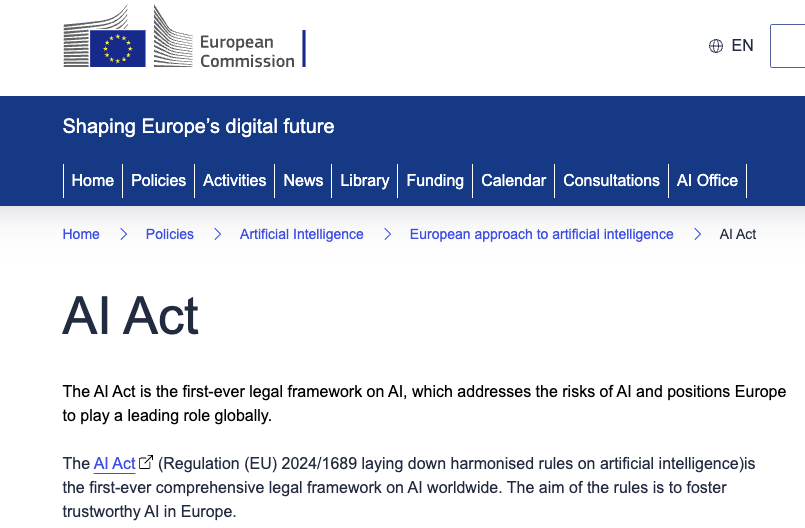 European
Commission
EN
Shaping Europe’s digital future
Home Policies Activities News Library Funding Calendar Consultations AI Office
Home Policies Artificial Intelligence European approach to artificial intelligence AI Act
AI Act
The AI Act is the first-ever legal framework on AI, which addresses the risks of AI and positions Europe
to play a leading role globally.
The AI Act (Regulation (EU) 2024/1689 laying down harmonised rules on artificial intelligence)is
the first-ever comprehensive legal framework on AI worldwide. The aim of the rules is to foster
trustworthy AI in Europe.